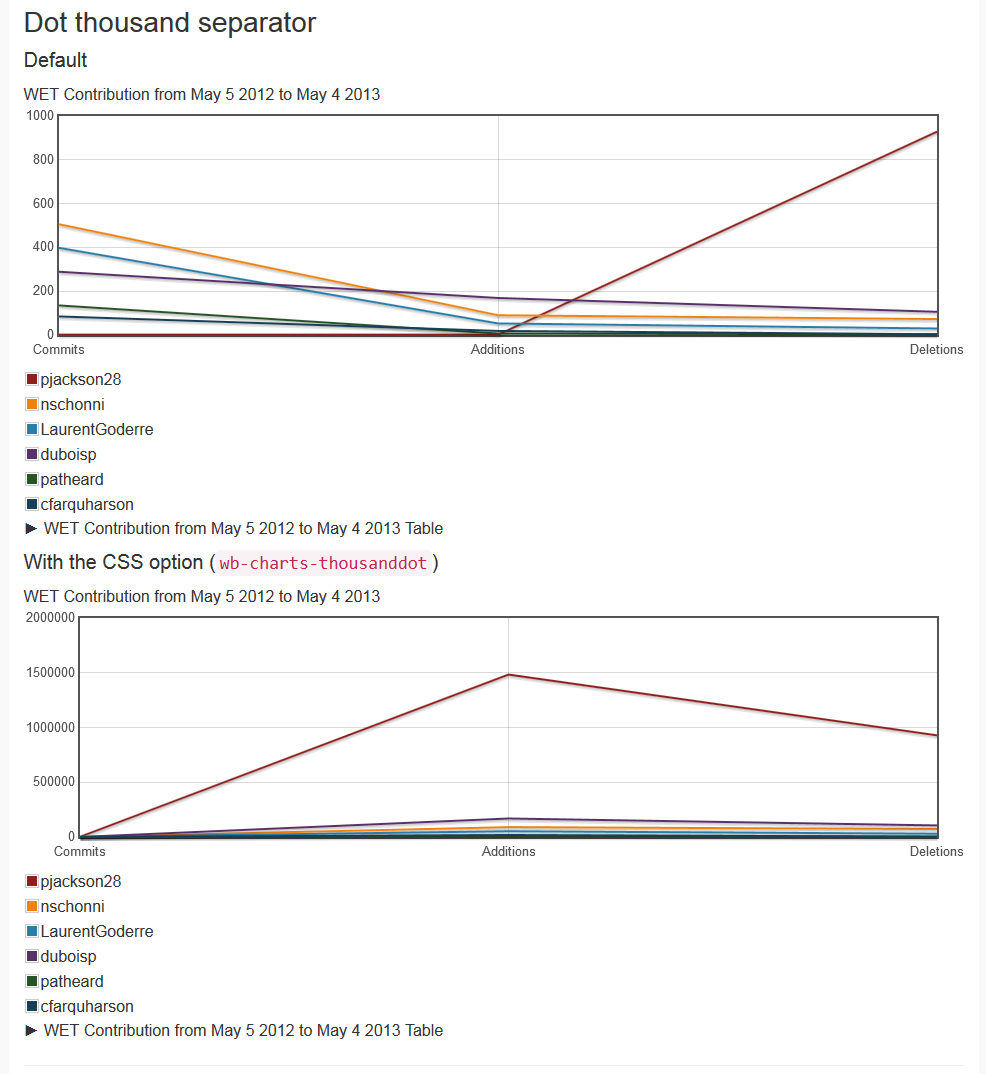 Dot thousand separator
Default
WET Contribution from May 5 2012 to May 4 2013
1000
800
600
400
200
0
Commits Additions Deletions
pjackson28
nschonni
LaurentGoderre
duboisp
patheard
cfarquharson
► WET Contribution from May 5 2012 to May 4 2013 Table
With the CSS option (wb-charts-thousanddot)
WET Contribution from May 5 2012 to May 4 2013
2000000
1500000
1000000
500000
0
Commits Additions Deletions
pjackson28
nschonni
LaurentGoderre
duboisp
patheard
cfarquharson
► WET Contribution from May 5 2012 to May 4 2013 Table